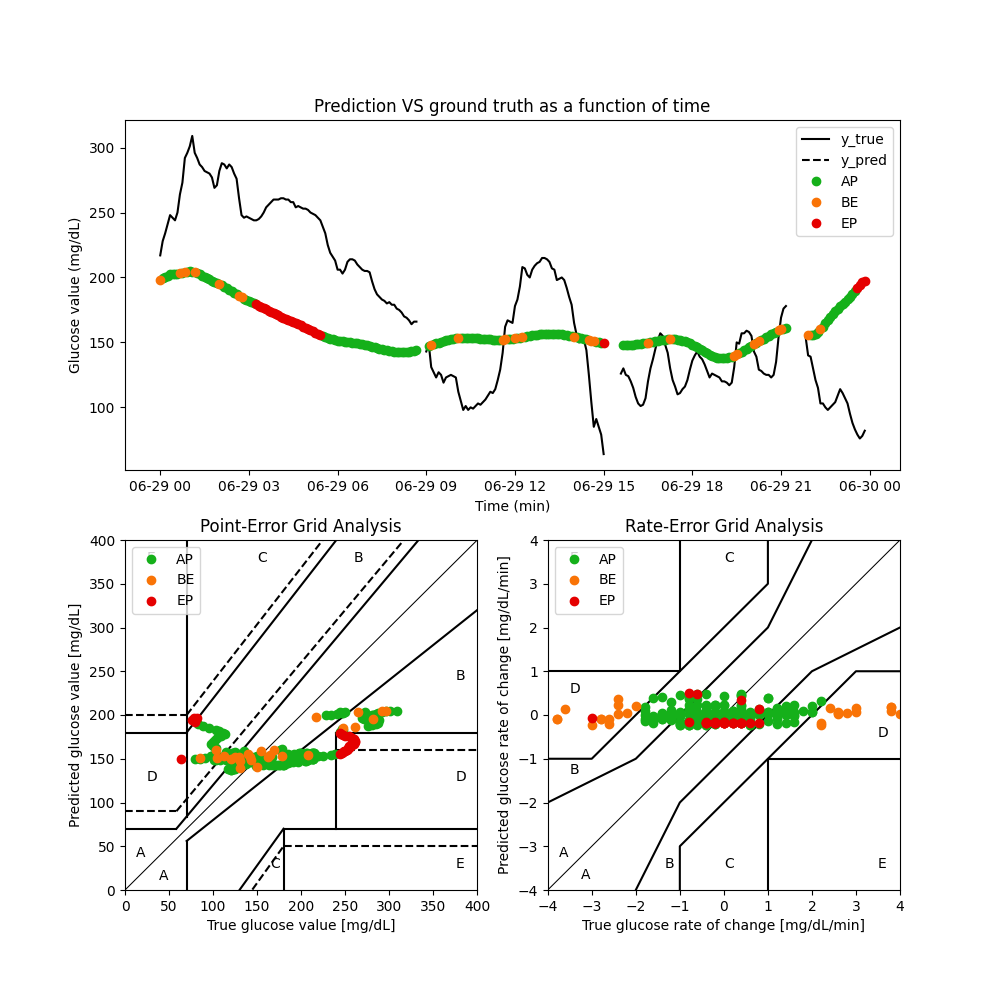 Prediction VS ground truth as a function of time
Glucose value (mg/dL)
300
250
200
150
100
y_true
y_pred
AP
BE
EP
06-29 00 06-29 03 06-29 06 06-29 09 06-29 12 06-29 15 06-29 18 06-29 21 06-30 00
Time (min)
Point-Error Grid Analysis
Predicted glucose value [mg/dL]
400
350
300
250
200
150
100
50
0
AP
BE
EP
C B
B
D D
A
A C E
0 50 100 150 200 250 300 350 400
True glucose value [mg/dL]
Rate-Error Grid Analysis
Predicted glucose rate of change [mg/dL/min]
4
3
2
1
0
−1
−2
−3
−4
AP
BE
EP
C
D
D
B
A
A B C E
−4 −3 −2 −1 0 1 2 3 4
True glucose rate of change [mg/dL/min]